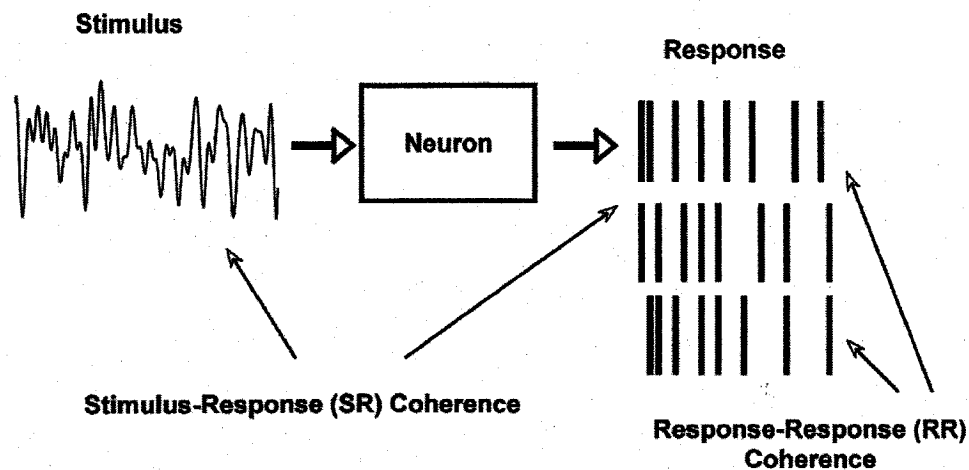 Stimulus
Response
Neuron
Stimulus-Response (SR) Coherence
Response-Response (RR)
Coherence